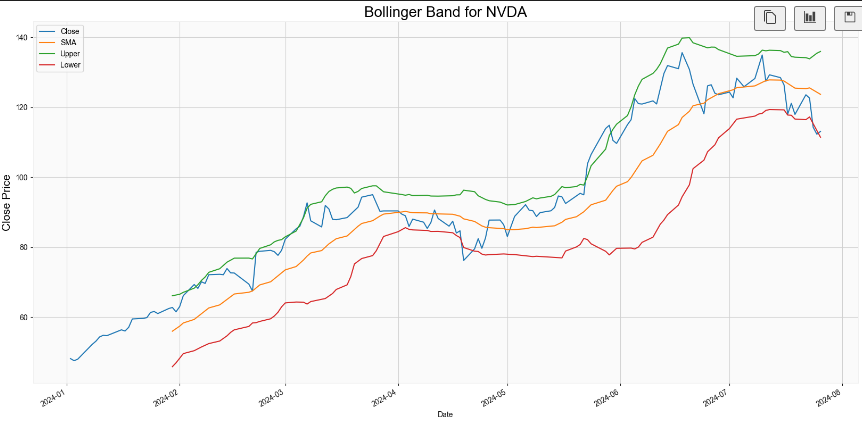 Bollinger Band for NVDA
Close
SMA
Upper
Lower
Close Price
140
120
100
80
60
2024-01
2024-02
2024-03
2024-04
2024-05
2024-06
2024-07
2024-08
Date